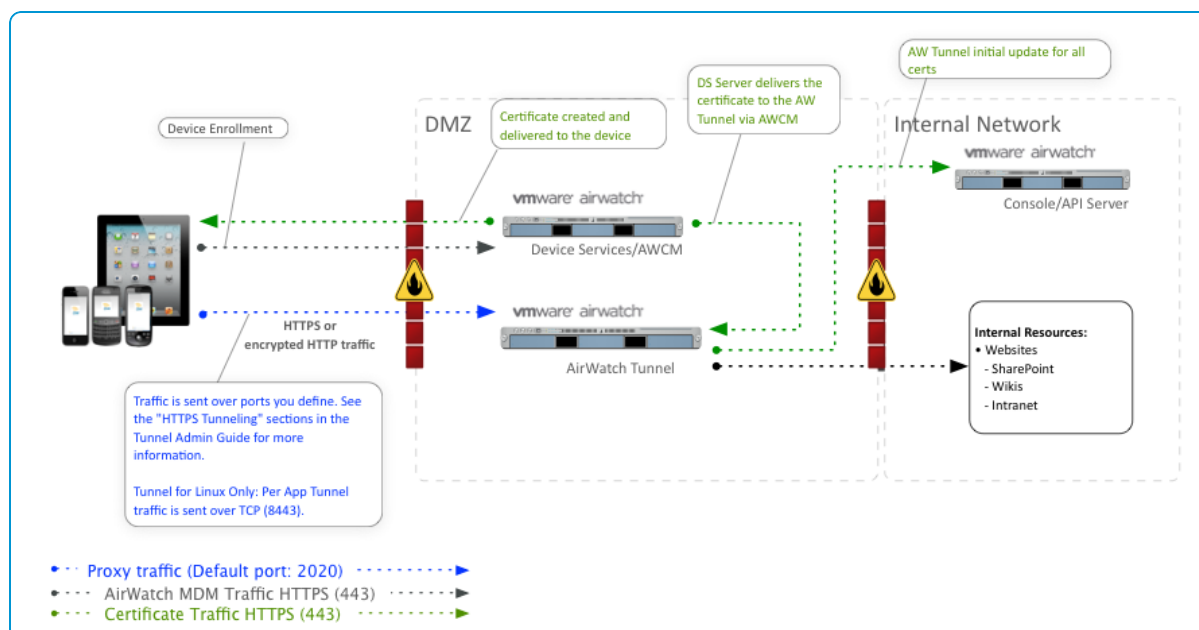 AW Tunnel initial update for all
certs
DS Server delivers the
certificate to the AW
Tunnel via AWCM
Device Enrollment
DMZ
Certificate created and
delivered to the device
Internal Network
vmware airwatch
Console/API Server
vmware airwatch
Device Services/AWCM
vmware airwatch
AirWatch Tunnel
HTTPS or
encrypted HTTP traffic
Internal Resources:
• Websites
- SharePoint
- Wikis
- Intranet
Traffic is sent over ports you define. See
the "HTTPS Tunneling" sections in the
Tunnel Admin Guide for more
information.
Tunnel for Linux Only: Per App Tunnel
traffic is sent over TCP (8443).
Proxy traffic (Default port: 2020)
AirWatch MDM Traffic HTTPS (443)
Certificate Traffic HTTPS (443)